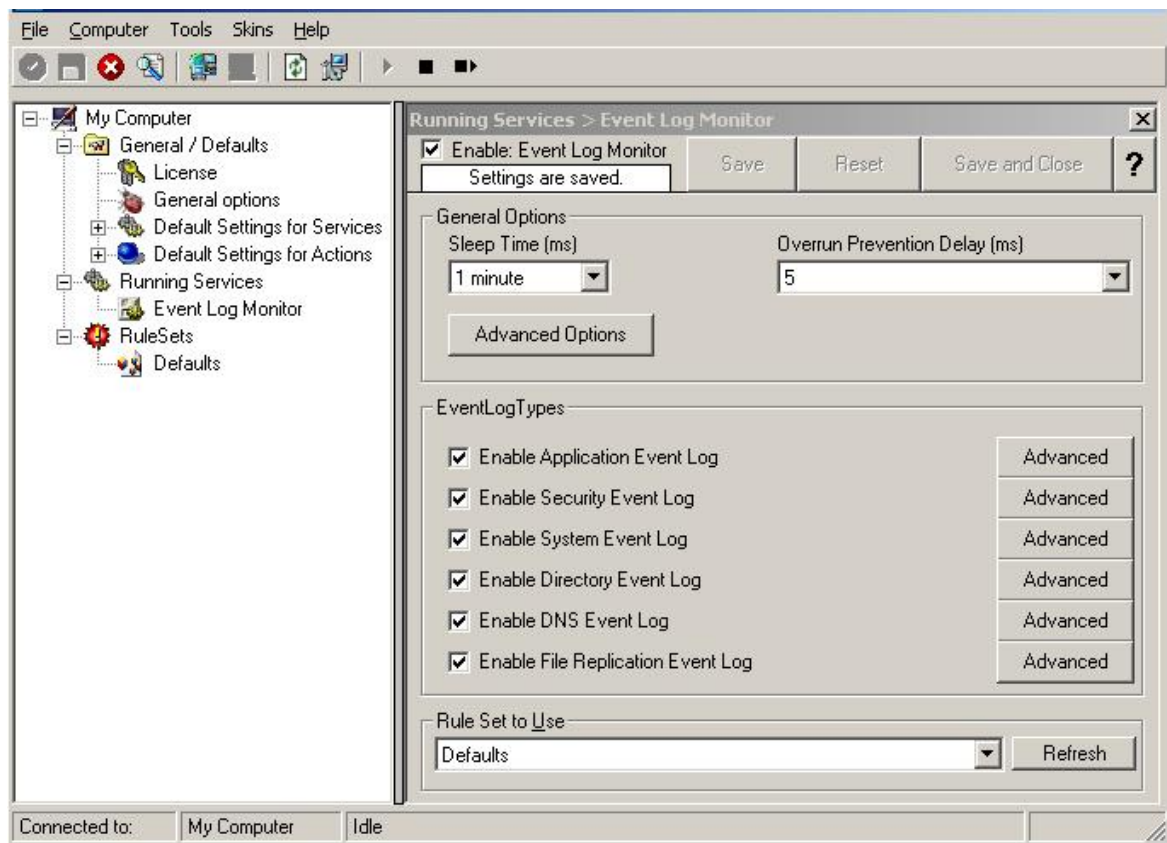 File Computer Tools Skins Help
My Computer
General / Defaults
License
General options
Default Settings for Services
Default Settings for Actions
Running Services
Event Log Monitor
RuleSets
Defaults
Running Services > Event Log Monitor
Enable: Event Log Monitor
Settings are saved.
Save
Reset
Save and Close
?
General Options
Sleep Time (ms)
Overrun Prevention Delay (ms)
1 minute
5
Advanced Options
EventLogTypes
Enable Application Event Log
Advanced
Enable Security Event Log
Advanced
Enable System Event Log
Advanced
Enable Directory Event Log
Advanced
Enable DNS Event Log
Advanced
Enable File Replication Event Log
Advanced
Rule Set to Use
Defaults
Refresh
Connected to: My Computer Idle